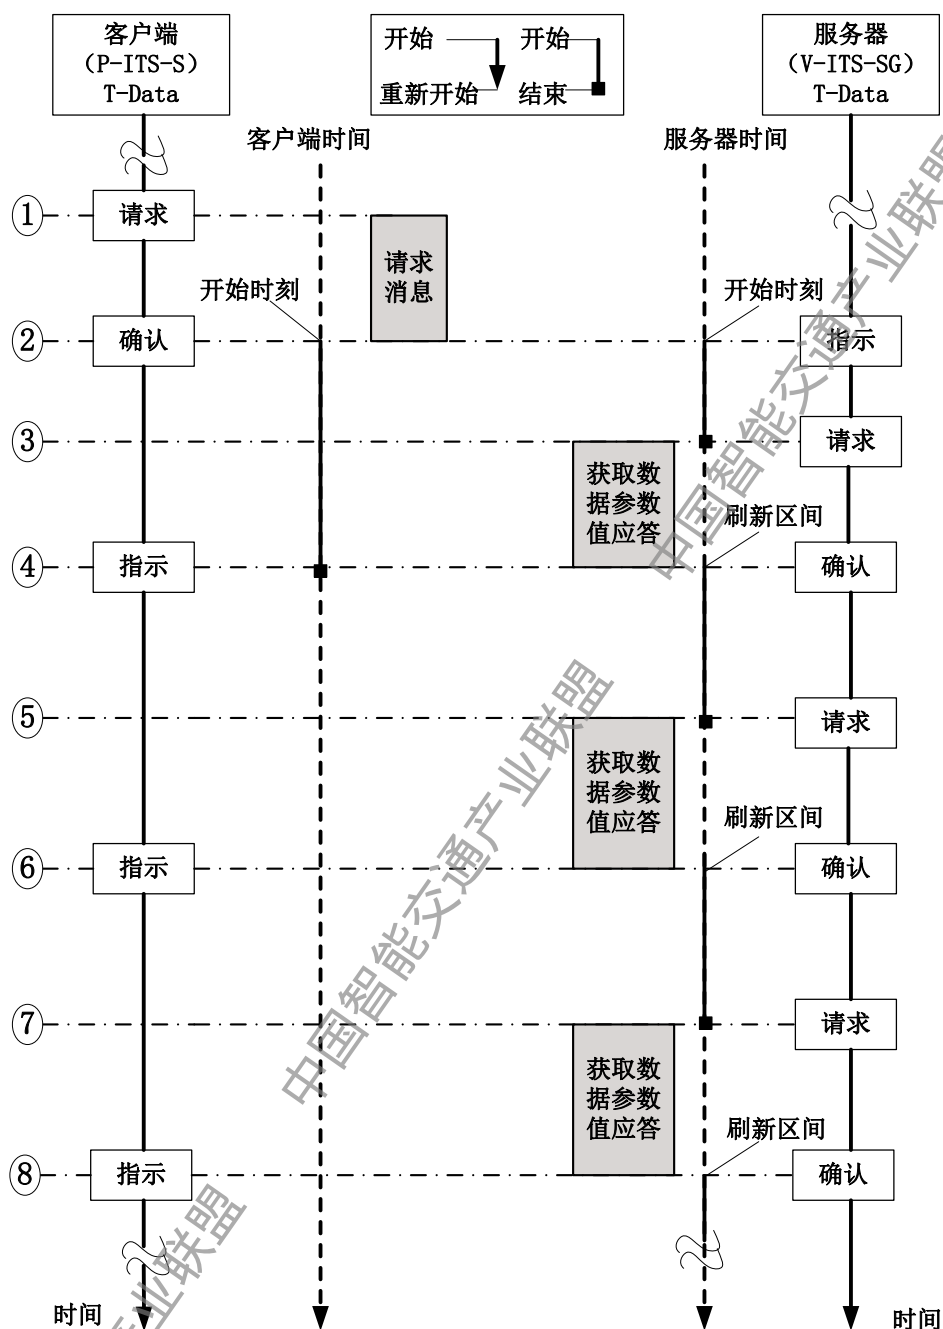 客户端
（P-ITS-S）
T-Data
开始
重新开始
开始
结束
服务器
（V-ITS-SG）
T-Data
客户端时间
服务器时间
①
请求
请求
消息
开始时刻
开始时刻
②
确认
指示
③
请求
获取数
据参数
值应答
刷新区间
④
指示
确认
⑤
请求
获取数
据参数
值应答
刷新区间
⑥
指示
确认
⑦
请求
获取数
据参数
值应答
刷新区间
⑧
指示
确认
时间
时间
中国智能交通产业联盟
中国智能交通产业联盟
产业联盟